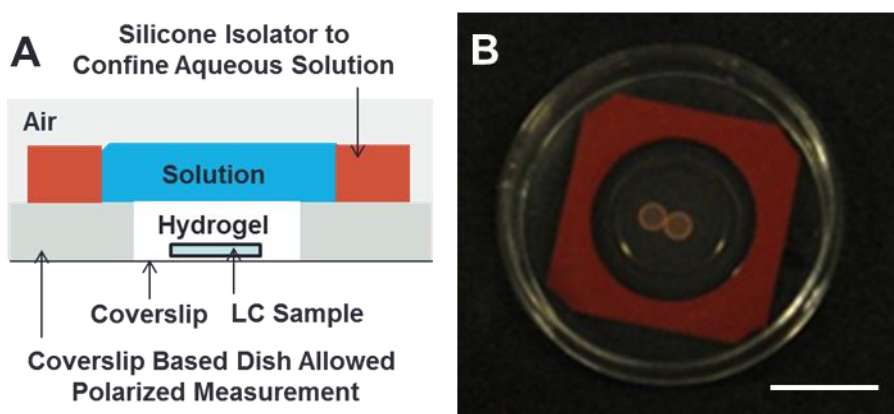 A
Silicone Isolator to
Confine Aqueous Solution
Air
Solution
Hydrogel
Coverslip LC Sample
Coverslip Based Dish Allowed
Polarized Measurement
B